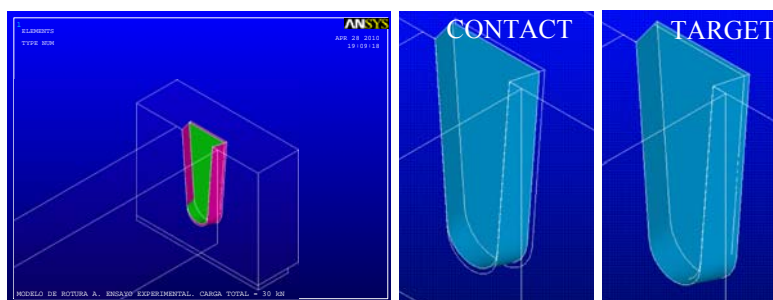 1
ELEMENTS
TYPE NUM
ANSYS
APR 28 2010
19:09:18
MODELO DE ROTURA A. ENSAYO EXPERIMENTAL. CARGA TOTAL = 30 kN
CONTACT
TARGET